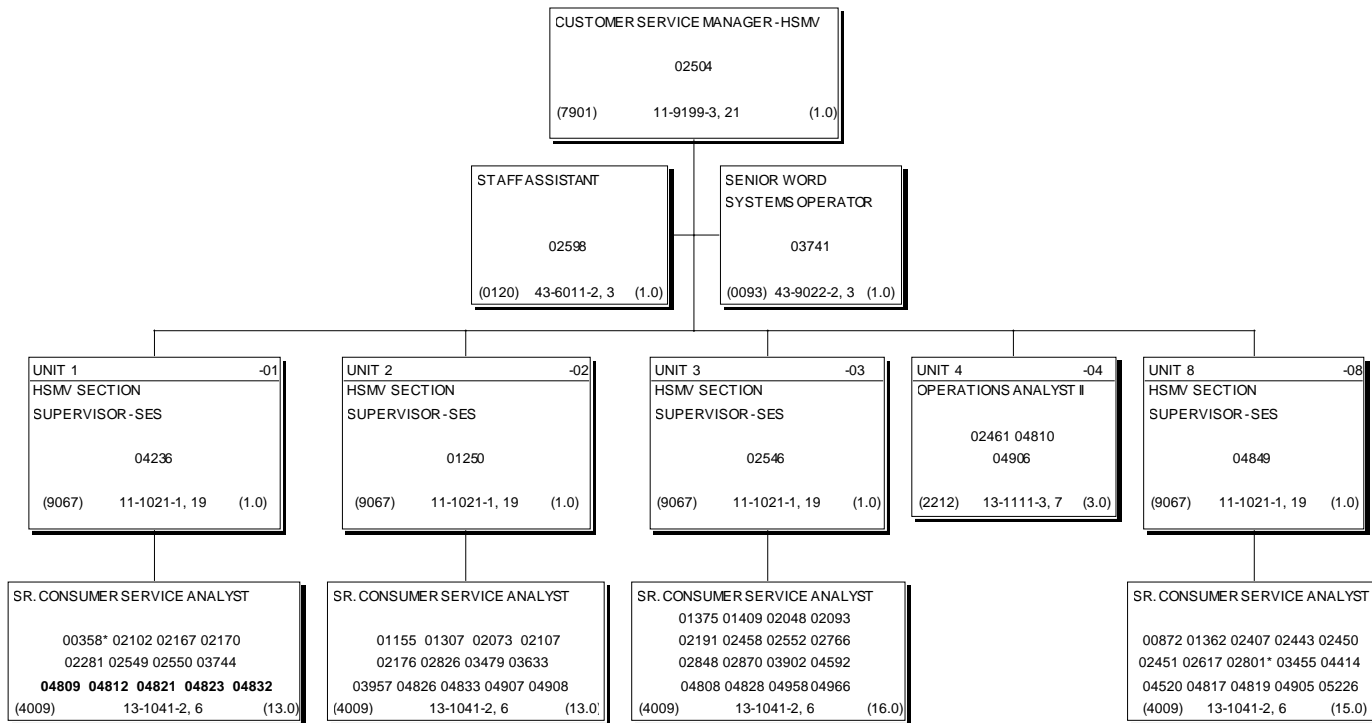 CUSTOMER SERVICE MANAGER - HSMV
02504
(7901) 11-9199-3, 21 (1.0)
STAFF ASSISTANT
02598
(0120) 43-6011-2, 3 (1.0)
SENIOR WORD
SYSTEMS OPERATOR
03741
(0093) 43-9022-2, 3 (1.0)
UNIT 1 -01
HSMV SECTION
SUPERVISOR - SES
04236
(9067) 11-1021-1, 19 (1.0)
UNIT 2 -02
HSMV SECTION
SUPERVISOR - SES
01250
(9067) 11-1021-1, 19 (1.0)
UNIT 3 -03
HSMV SECTION
SUPERVISOR - SES
02546
(9067) 11-1021-1, 19 (1.0)
UNIT 4 -04
OPERATIONS ANALYST II
02461 04810
04906
(2212) 13-1111-3, 7 (3.0)
UNIT 8 -08
HSMV SECTION
SUPERVISOR - SES
04849
(9067) 11-1021-1, 19 (1.0)
SR. CONSUMER SERVICE ANALYST
00358* 02102 02167 02170
02281 02549 02550 03744
04809 04812 04821 04823 04832
(4009) 13-1041-2, 6 (13.0)
SR. CONSUMER SERVICE ANALYST
01155 01307 02073 02107
02176 02826 03479 03633
03957 04826 04833 04907 04908
(4009) 13-1041-2, 6 (13.0)
SR. CONSUMER SERVICE ANALYST
01375 01409 02048 02093
02191 02458 02552 02766
02848 02870 03902 04592
04808 04828 04958 04966
(4009) 13-1041-2, 6 (16.0)
SR. CONSUMER SERVICE ANALYST
00872 01362 02407 02443 02450
02451 02617 02801* 03455 04414
04520 04817 04819 04905 05226
(4009) 13-1041-2, 6 (15.0)